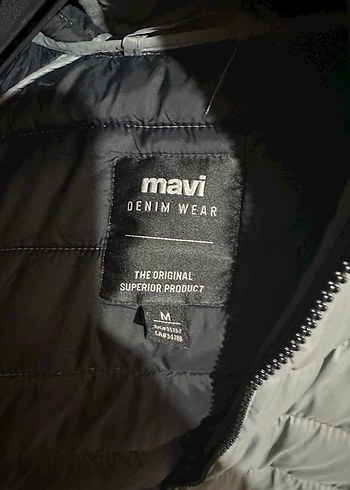 mavi
DENIM WEAR
THE ORIGINAL
SUPERIOR PRODUCT
M